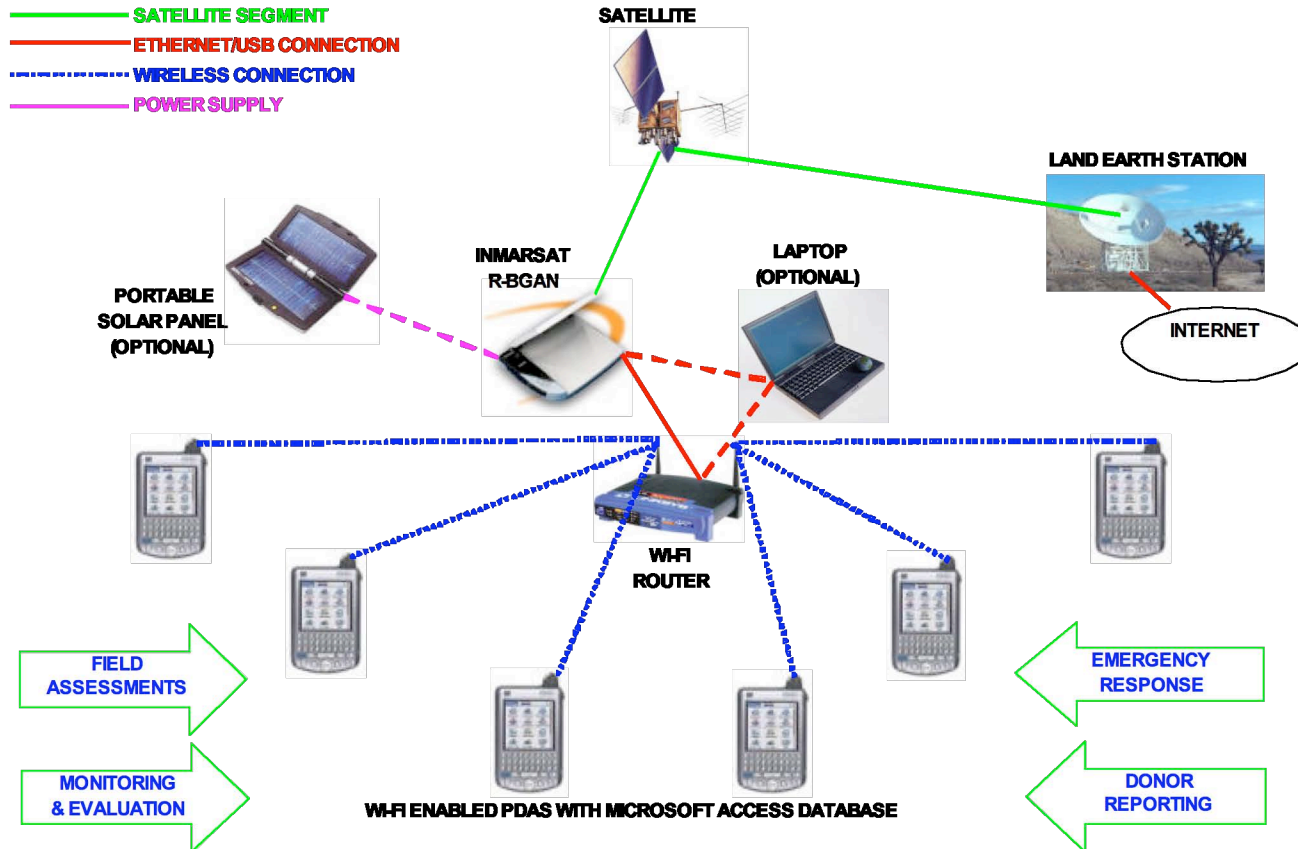 SATELLITE SEGMENT
ETHERNET/USB CONNECTION
WIRELESS CONNECTION
POWER SUPPLY
SATELLITE
LAND EARTH STATION
INTERNET
INMARSAT
R-BGAN
LAPTOP
(OPTIONAL)
PORTABLE
SOLAR PANEL
(OPTIONAL)
WI-FI
ROUTER
FIELD
ASSESSMENTS
EMERGENCY
RESPONSE
MONITORING
& EVALUATION
DONOR
REPORTING
WI-FI ENABLED PDAS WITH MICROSOFT ACCESS DATABASE